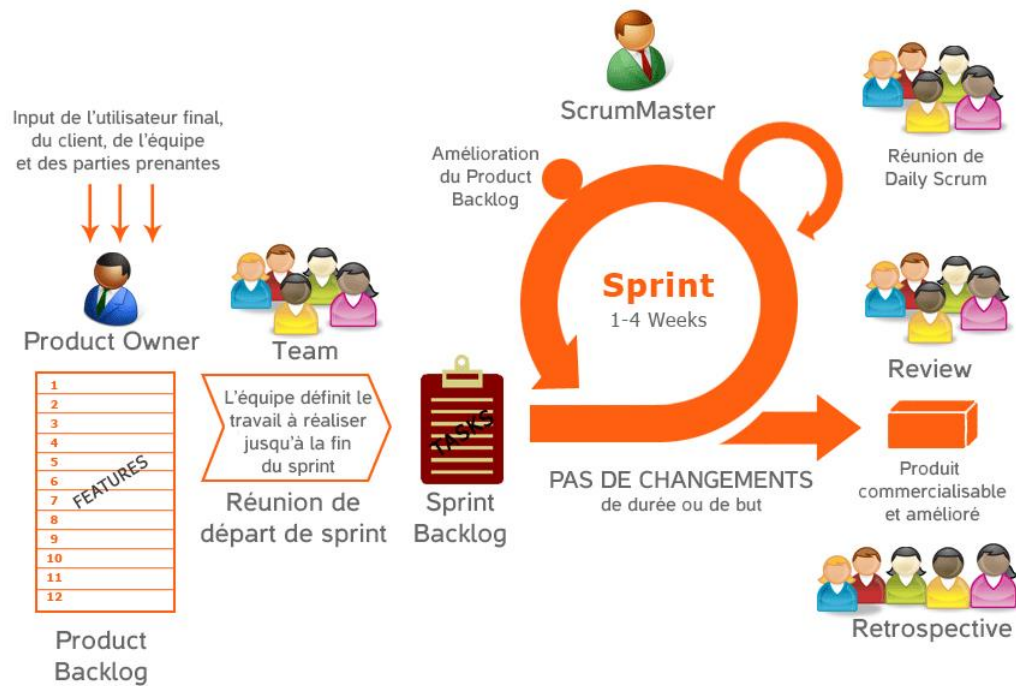 Input de l'utilisateur final,
du client, de l'équipe
et des parties prenantes
Product Owner
1
2
3
4
5
6
7
8
9
10
11
12
FEATURES
Product
Backlog
Team
L'équipe définit le
travail à réaliser
jusqu'à la fin
du sprint
Réunion de
départ de sprint
TASKS
Sprint
Backlog
ScrumMaster
Amélioration
du Product
Backlog
Sprint
1-4 Weeks
PAS DE CHANGEMENTS
de durée ou de but
Réunion de
Daily Scrum
Review
Produit
commercialisable
et amélioré
Retrospective